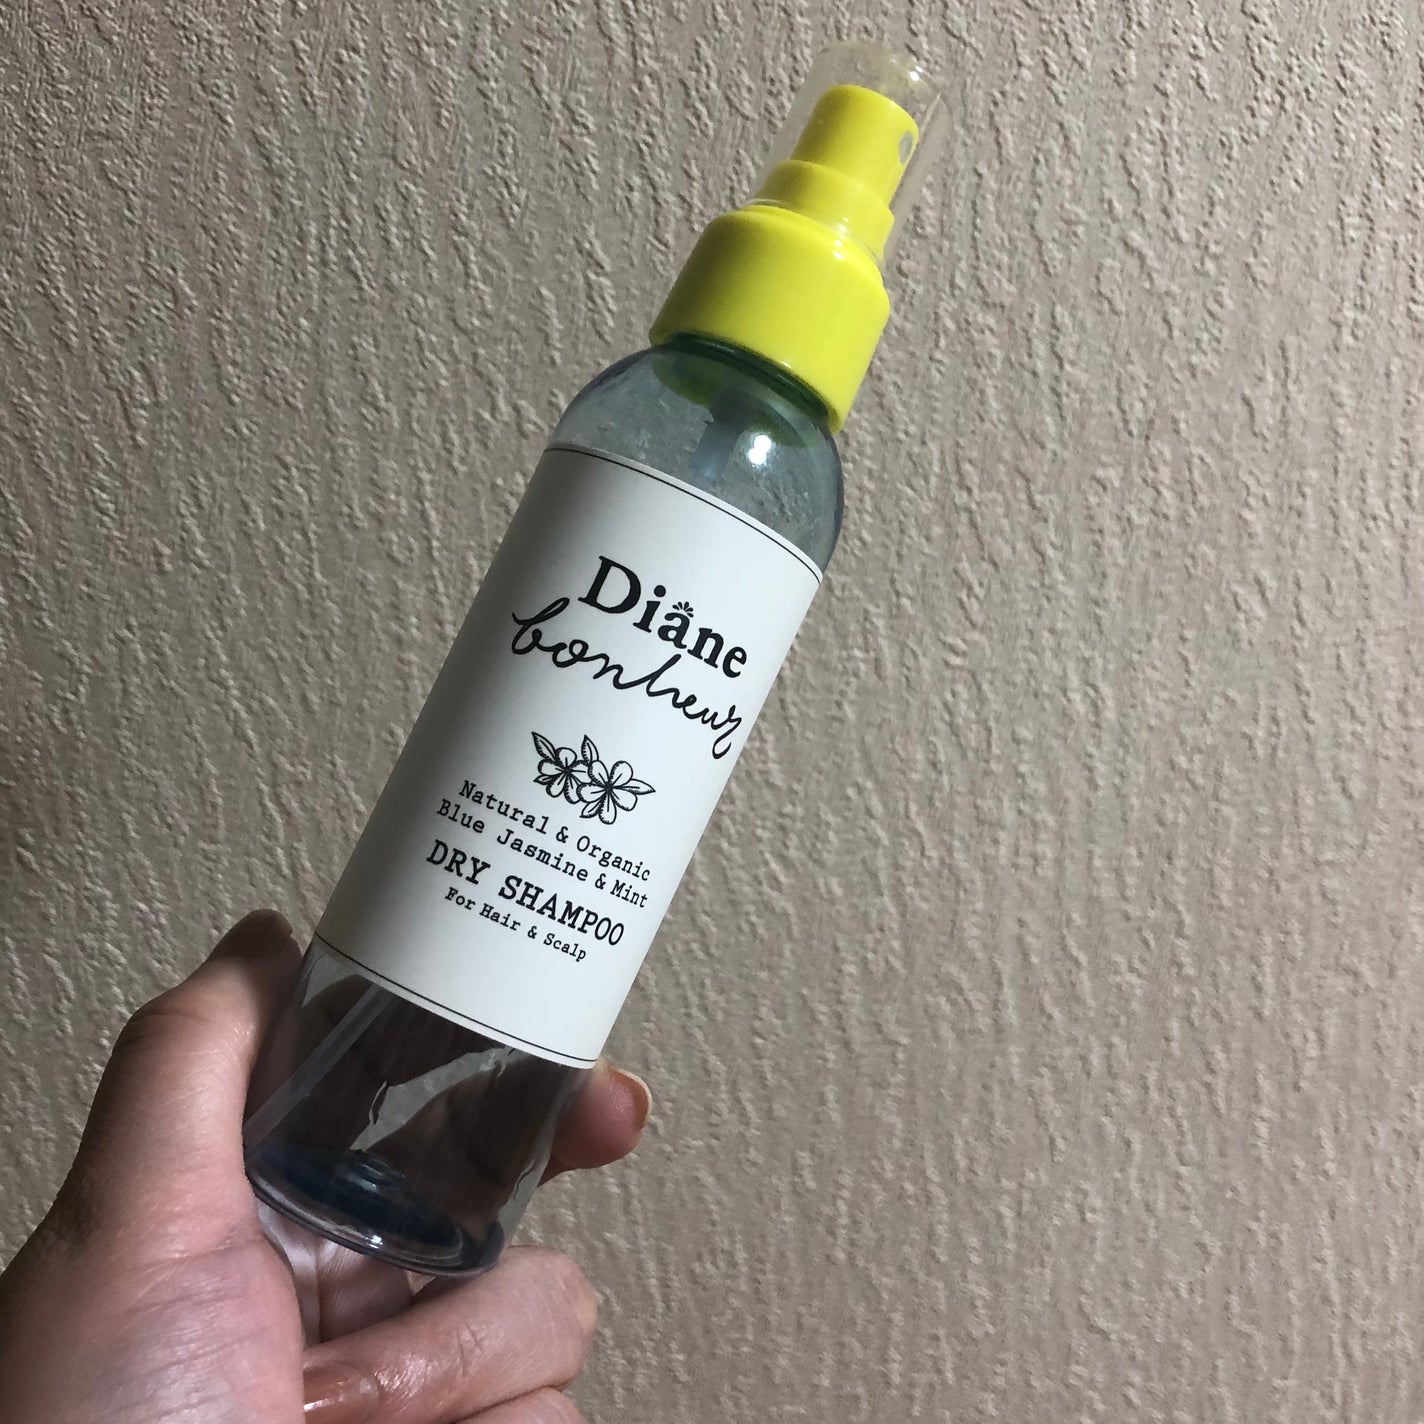 Diane
bonheur
Natural & Organic
Blue Jasmine & Mint
DRY SHAMPOO
For Hair & Scalp